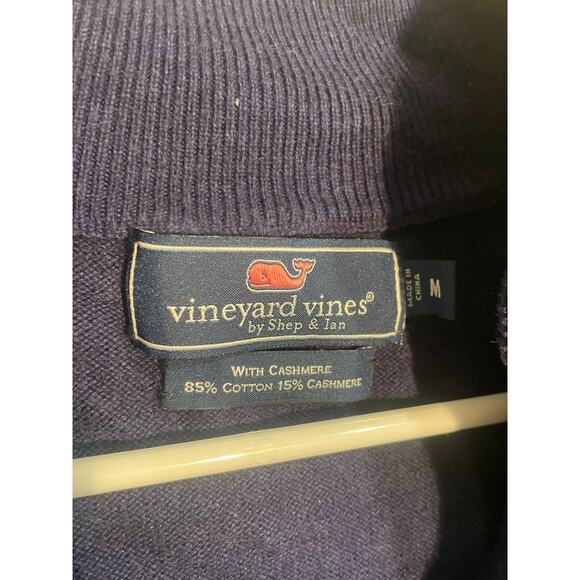 vineyard vines®
by Shep & Ian
WITH CASHMERE
85% COTTON 15% CASHMERE
MADE IN
CHINA
M